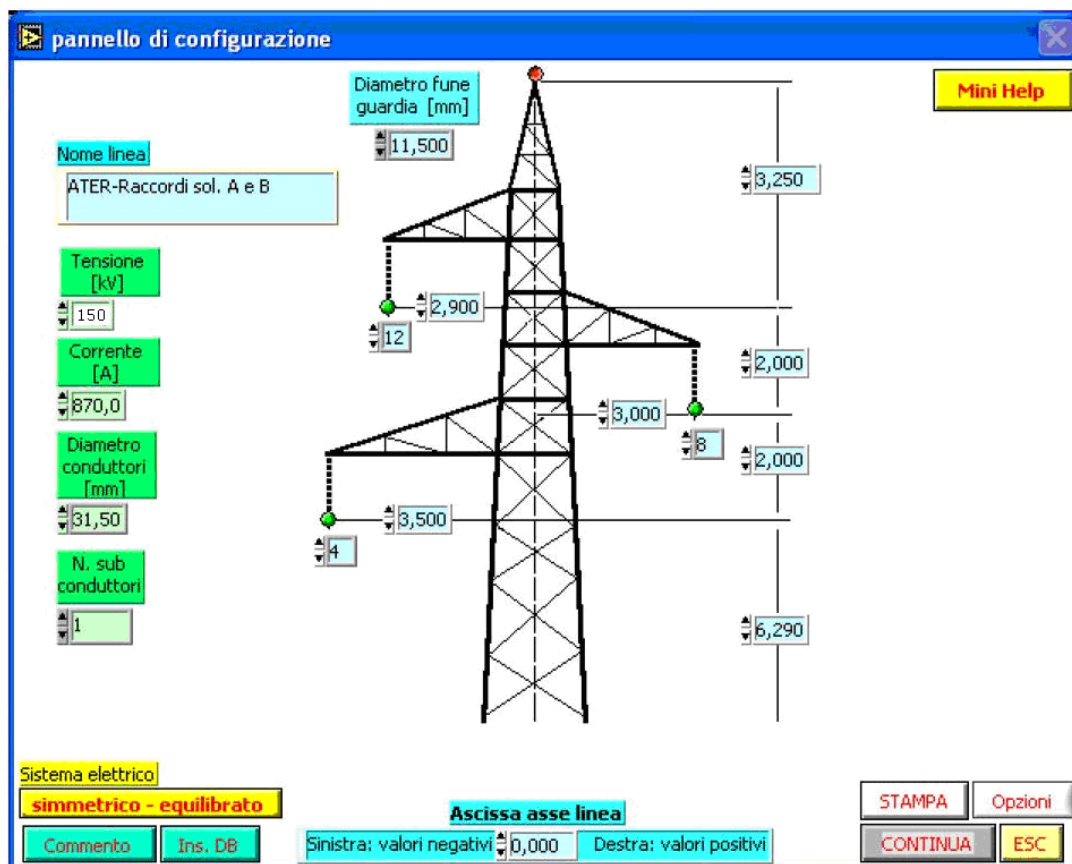 pannello di configurazione
Diametro fune
guardia [mm]
11,500
Mini Help
Nome linea
ATER-Raccordi sol. A e B
3,250
Tensione
[kV]
150
2,900
12
Corrente
[A]
870,0
2,000
3,000
8
Diametro
conduttori
[mm]
31,50
2,000
3,500
4
N. sub
conduttori
1
6,290
Sistema elettrico
simmetrico - equilibrato
Commento
Ins. DB
Ascissa asse linea
Sinistra: valori negativi
0,000
Destra: valori positivi
STAMPA
Opzioni
CONTINUA
ESC